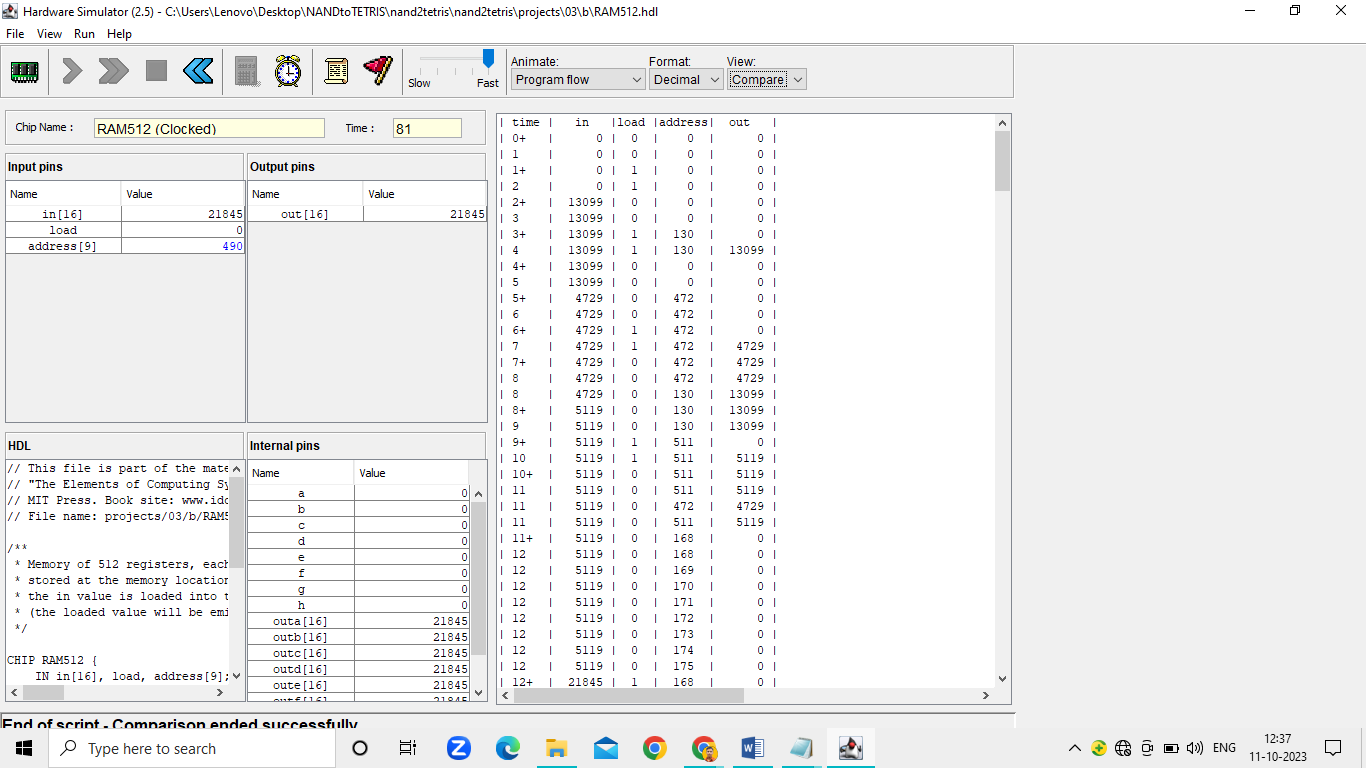 Hardware Simulator (2.5) - C:\Users\Lenovo\Desktop\NANDtoTETRIS\nand2tetris\nand2tetris\projects\03\b\RAM512.hdl
File View Run Help
Animate: Format: View:
Slow Fast Program flow Decimal Compare
Chip Name : RAM512 (Clocked) Time : 81
Input pins
Name Value
in[16] 21845
load 0
address[9] 490
Output pins
Name Value
out[16] 21845
HDL
// This file is part of the mate
// "The Elements of Computing Sy
// MIT Press. Book site: www.idc
// File name: projects/03/b/RAM5
/**
* Memory of 512 registers, each
* stored at the memory location
* the in value is loaded into t
* (the loaded value will be emi
*/
CHIP RAM512 {
IN in[16], load, address[9];
Internal pins
Name Value
a 0
b 0
c 0
d 0
e 0
f 0
g 0
h 0
outa[16] 21845
outb[16] 21845
outc[16] 21845
outd[16] 21845
oute[16] 21845
outf[16] 21845
| time | in |load |address| out |
| 0+ | 0 | 0 | 0 | 0 |
| 1 | 0 | 0 | 0 | 0 |
| 1+ | 0 | 1 | 0 | 0 |
| 2 | 0 | 1 | 0 | 0 |
| 2+ | 13099 | 0 | 0 | 0 |
| 3 | 13099 | 0 | 0 | 0 |
| 3+ | 13099 | 1 | 130 | 0 |
| 4 | 13099 | 1 | 130 | 13099 |
| 4+ | 13099 | 0 | 0 | 0 |
| 5 | 13099 | 0 | 0 | 0 |
| 5+ | 4729 | 0 | 472 | 0 |
| 6 | 4729 | 0 | 472 | 0 |
| 6+ | 4729 | 1 | 472 | 0 |
| 7 | 4729 | 1 | 472 | 4729 |
| 7+ | 4729 | 0 | 472 | 4729 |
| 8 | 4729 | 0 | 472 | 4729 |
| 8 | 4729 | 0 | 130 | 13099 |
| 8+ | 5119 | 0 | 130 | 13099 |
| 9 | 5119 | 0 | 130 | 13099 |
| 9+ | 5119 | 1 | 511 | 0 |
| 10 | 5119 | 1 | 511 | 5119 |
| 10+ | 5119 | 0 | 511 | 5119 |
| 11 | 5119 | 0 | 511 | 5119 |
| 11 | 5119 | 0 | 472 | 4729 |
| 11 | 5119 | 0 | 511 | 5119 |
| 11+ | 5119 | 0 | 168 | 0 |
| 12 | 5119 | 0 | 168 | 0 |
| 12 | 5119 | 0 | 169 | 0 |
| 12 | 5119 | 0 | 170 | 0 |
| 12 | 5119 | 0 | 171 | 0 |
| 12 | 5119 | 0 | 172 | 0 |
| 12 | 5119 | 0 | 173 | 0 |
| 12 | 5119 | 0 | 174 | 0 |
| 12 | 5119 | 0 | 175 | 0 |
| 12+ | 21845 | 1 | 168 | 0 |
End of script - Comparison ended successfully
Type here to search
ENG
12:37
11-10-2023